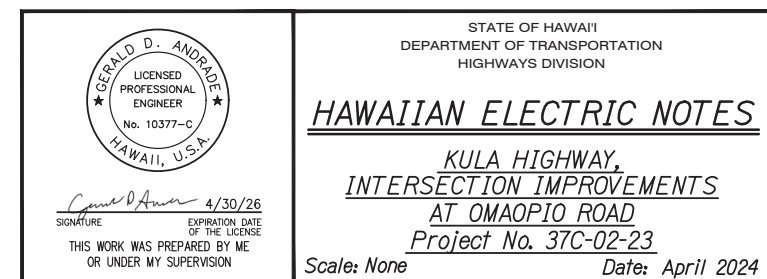 GERALD D. ANDRADE
LICENSED
PROFESSIONAL
ENGINEER
No. 10377-C
HAWAII, U.S.A.
4/30/26
SIGNATURE
EXPIRATION DATE
OF THE LICENSE
THIS WORK WAS PREPARED BY ME
OR UNDER MY SUPERVISION
STATE OF HAWAI'I
DEPARTMENT OF TRANSPORTATION
HIGHWAYS DIVISION
HAWAIIAN ELECTRIC NOTES
KULA HIGHWAY,
INTERSECTION IMPROVEMENTS
AT OMAOPIO ROAD
Project No. 37C-02-23
Scale: None Date: April 2024